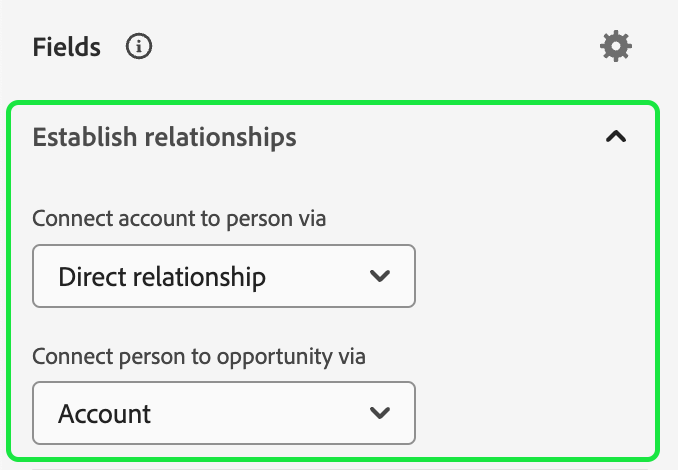 Fields
Establish relationships
Connect account to person via
Direct relationship
Connect person to opportunity via
Account